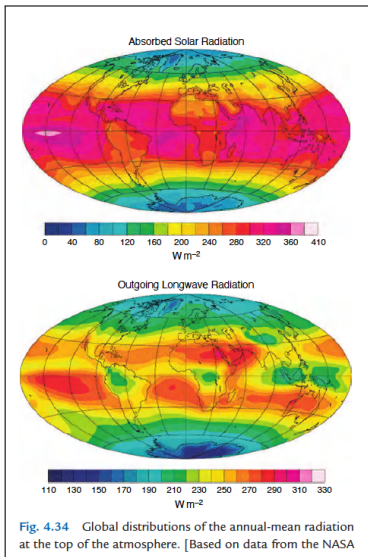 Absorbed Solar Radiation
0 40 80 120 160 200 240 280 320 360 410
W m–2
Outgoing Longwave Radiation
110 130 150 170 190 210 230 250 270 290 310 330
W m–2
Fig. 4.34 Global distributions of the annual-mean radiation
at the top of the atmosphere. [Based on data from the NASA